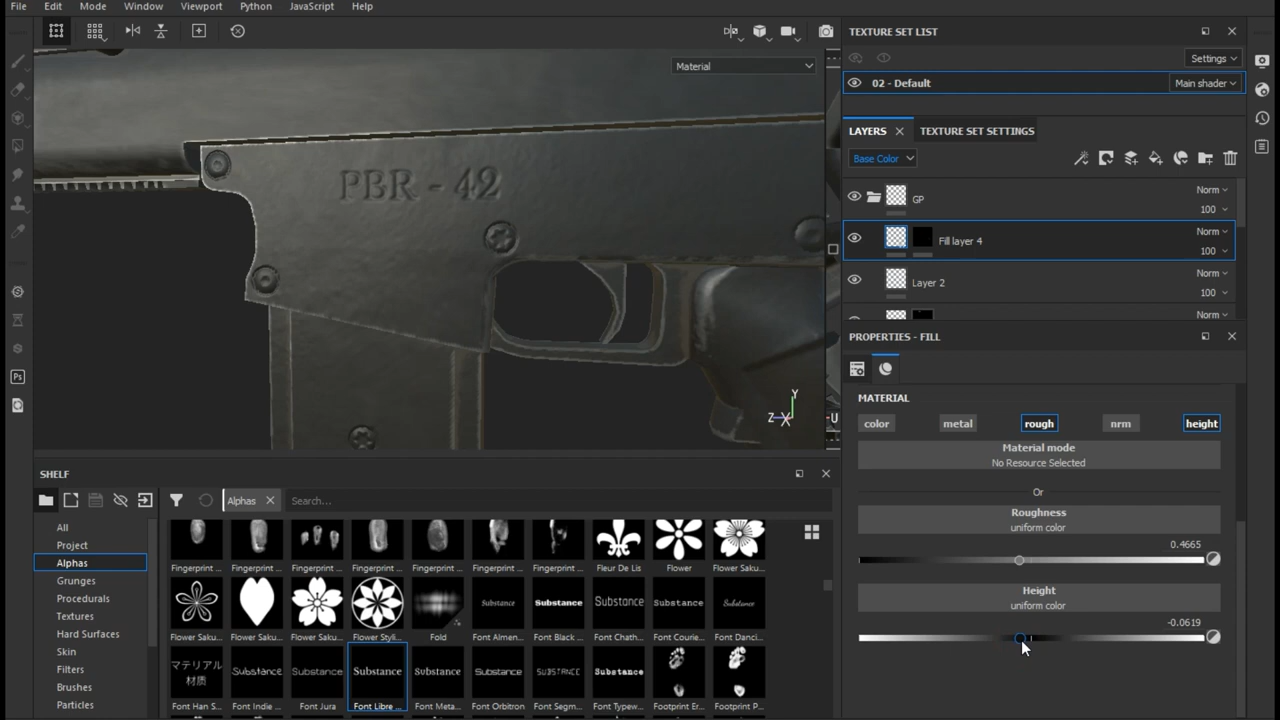 File Edit Mode Window Viewport Python JavaScript Help
Material
PBR - 42
Y
Z X
U
TEXTURE SET LIST
Settings
02 - Default
Main shader
LAYERS
TEXTURE SET SETTINGS
Base Color
GP
Norm
100
Fill layer 4
Norm
100
Layer 2
Norm
100
Norm
PROPERTIES - FILL
MATERIAL
color metal rough nrm height
Material mode
No Resource Selected
Or
Roughness
uniform color
0.4665
Height
uniform color
-0.0619
SHELF
Alphas
Search...
All
Project
Alphas
Grunges
Procedurals
Textures
Hard Surfaces
Skin
Filters
Brushes
Particles
Ps
Fingerprint ... Fingerprint ... Fingerprint ... Fingerprint ... Fingerprint ... Fingerprint ... Fingerprint ... Fleur De Lis Flower Flower Saku...
Substance Substance Substance Substance Substance
Flower Saku... Flower Saku... Flower Saku... Flower Styli... Fold Font Almen... Font Black ... Font Chath... Font Courie... Font Danci...
マテリアル
材质
Substance Substance Substance Substance Substance SUBSTANCE Substance
Font Han S... Font Indie ... Font Jura Font Libre ... Font Meta... Font Orbitron Font Segm... Font Typew... Footprint Er... Footprint P...